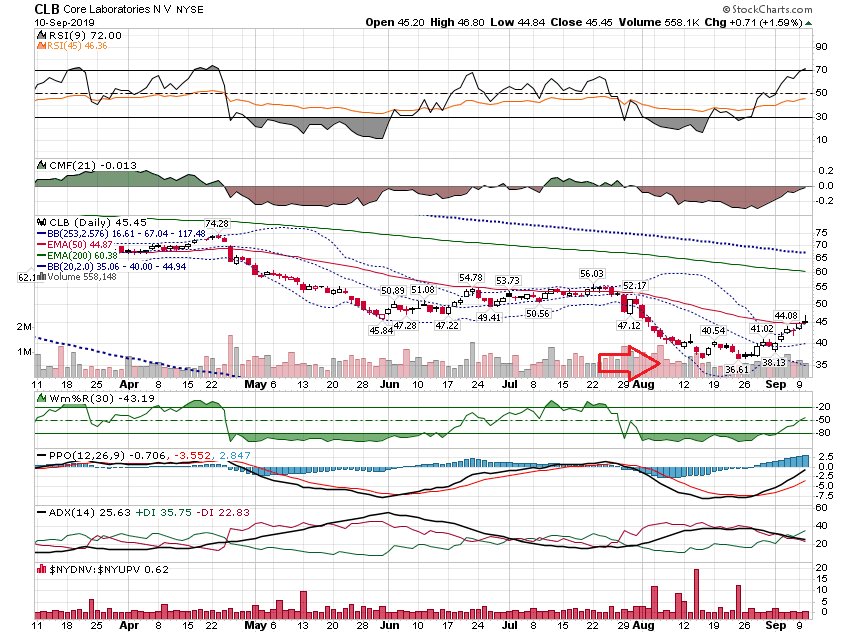 CLB Core Laboratories N V NYSE © StockCharts.com
10-Sep-2019 Open 45.20 High 46.80 Low 44.84 Close 45.45 Volume 558.1K Chg +0.71 (+1.59%)
RSI(9) 72.00
RSI(45) 46.36
90
70
50
30
10
CMF(21) -0.013
0.2
0.0
-0.2
CLB (Daily) 45.45
BB(253,2.576) 16.61 - 67.04 - 117.48
EMA(50) 44.87
EMA(200) 60.38
BB(20,2.0) 35.06 - 40.00 - 44.94
Volume 558,148
74.28
62.1
50.89 51.08 54.78 53.73 56.03 52.17
45.84 47.28 47.22 49.41 50.56 47.12
40.54 41.02 44.08
36.61 38.13
75
70
65
60
55
50
45
40
35
2M
1M
11 18 25 Apr 8 15 22 May 6 13 20 28 Jun 10 17 24 Jul 8 15 22 29 Aug 12 19 26 Sep 9
Wm%R(30) -43.19
-20
-50
-80
PPO(12,26,9) -0.706, -3.552, 2.847
2.5
0.0
-2.5
-5.0
-7.5
ADX(14) 25.63 +DI 35.75 -DI 22.83
60
40
20
$NYDNV:$NYUPV 0.62
20
15
10
5
0
11 18 25 Apr 8 15 22 May 6 13 20 28 Jun 10 17 24 Jul 8 15 22 29 Aug 12 19 26 Sep 9